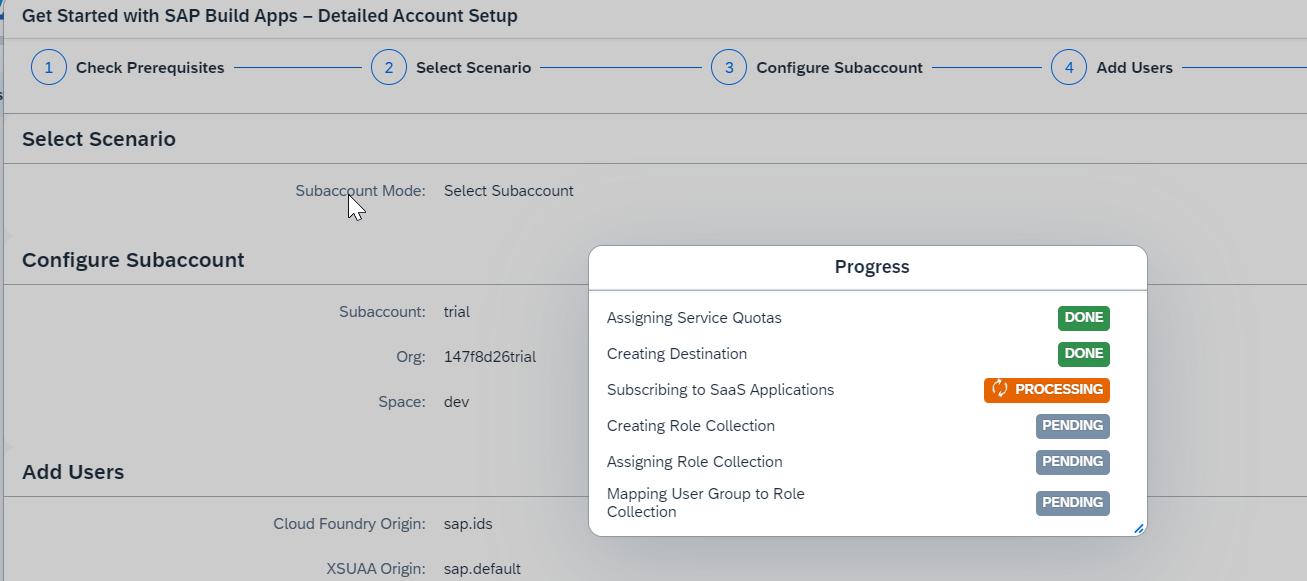 Get Started with SAP Build Apps – Detailed Account Setup
1 Check Prerequisites 2 Select Scenario 3 Configure Subaccount 4 Add Users
Select Scenario
Subaccount Mode: Select Subaccount
Configure Subaccount
Subaccount: trial
Org: 147f8d26trial
Space: dev
Add Users
Cloud Foundry Origin: sap.ids
XSUAA Origin: sap.default
Progress
Assigning Service Quotas DONE
Creating Destination DONE
Subscribing to SaaS Applications PROCESSING
Creating Role Collection PENDING
Assigning Role Collection PENDING
Mapping User Group to Role
Collection PENDING